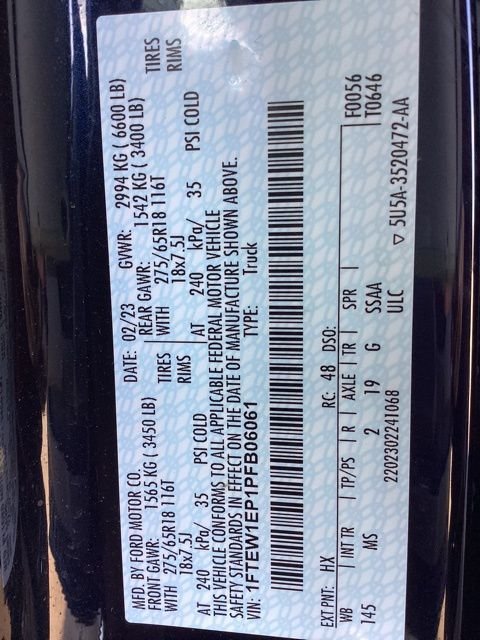 MFD. BY FORD MOTOR CO.
DATE: 02/23 GVWR: 2994 KG ( 6600 LB)
FRONT GAWR: 1565 KG ( 3450 LB) REAR GAWR: 1542 KG ( 3400 LB)
WITH 275/65R18 116T TIRES WITH 275/65R18 116T TIRES
18x7.5J RIMS 18x7.5J RIMS
AT 240 kPa/ 35 PSI COLD AT 240 kPa/ 35 PSI COLD
THIS VEHICLE CONFORMS TO ALL APPLICABLE FEDERAL MOTOR VEHICLE
SAFETY STANDARDS IN EFFECT ON THE DATE OF MANUFACTURE SHOWN ABOVE.
VIN: 1FTEW1EP1PFB06061 TYPE: Truck
EXT PNT: HX RC: 48 DSO: F0056
WB | INT TR | TP/PS | R | AXLE | TR | SPR T0646
145 MS 2 19 G SSAA
ULC
2202302241068 ▽ 5U5A-3520472-AA